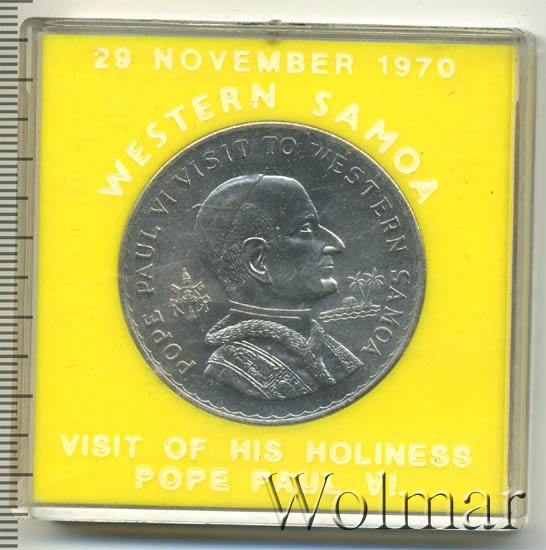 29 NOVEMBER 1970
WESTERN SAMOA
POPE PAUL VI VISIT TO WESTERN SAMOA
VISIT OF HIS HOLINESS
POPE PAUL VI.
Wolmar